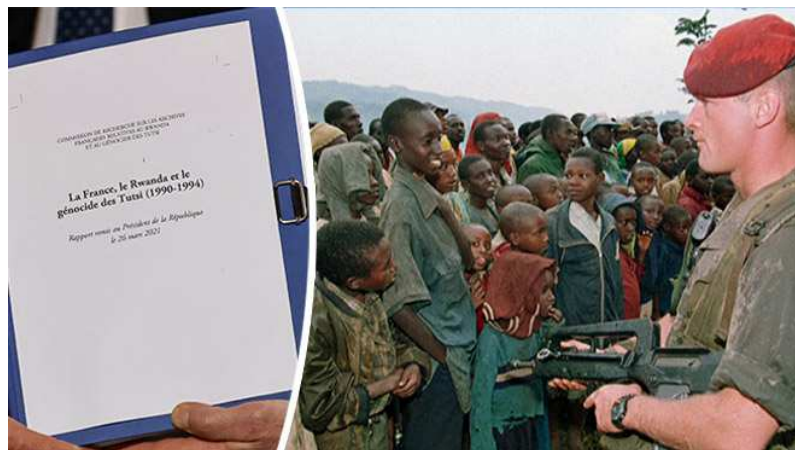 COMMISSION DE RECHERCHE SUR LES ARCHIVES
FRANÇAISES RELATIVES AU RWANDA
ET AU GÉNOCIDE DES TUTSI
La France, le Rwanda et le
génocide des Tutsi (1990-1994)
Rapport remis au Président de la République
le 26 mars 2021